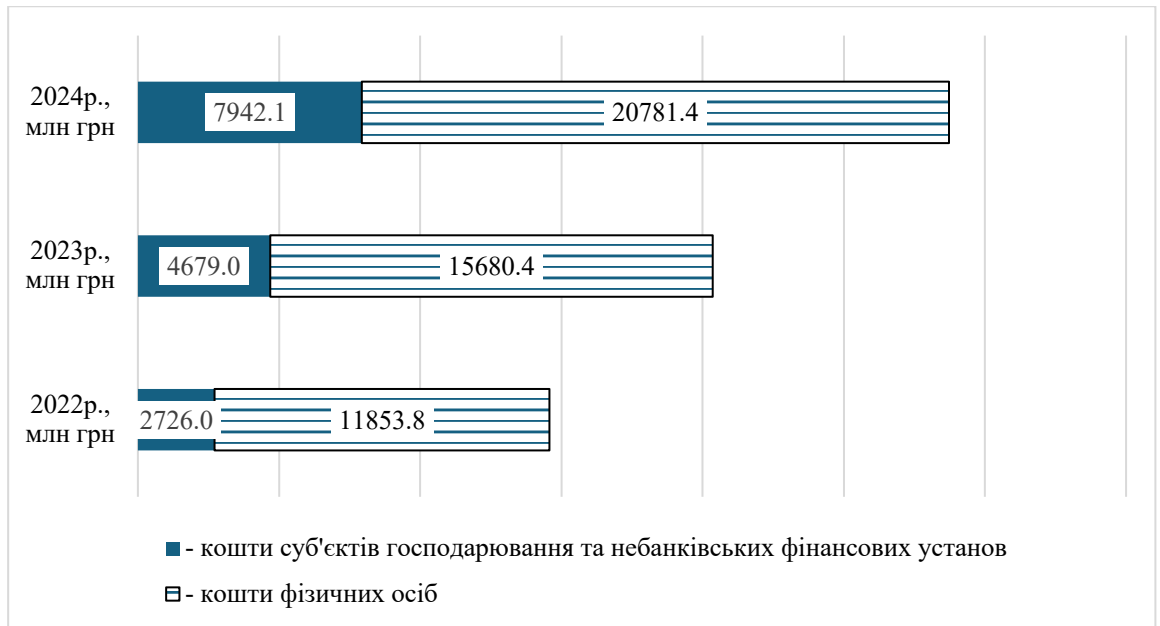 2024р.,
млн грн
7942.1
20781.4
2023р.,
млн грн
4679.0
15680.4
2022р.,
млн грн
2726.0
11853.8
- кошти суб'єктів господарювання та небанківських фінансових установ
- кошти фізичних осіб